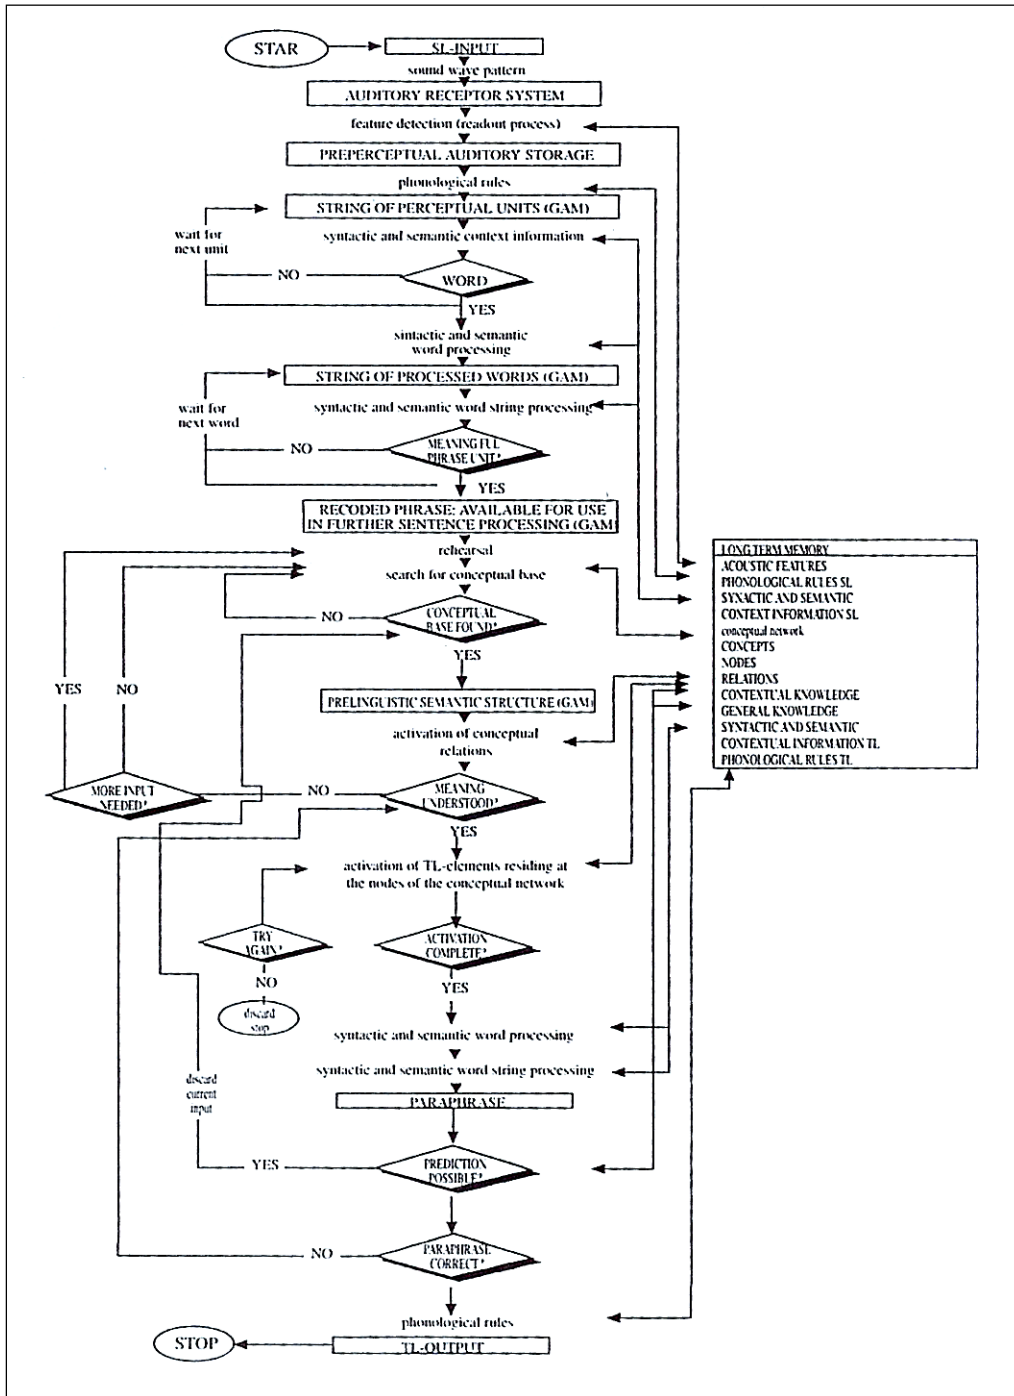 STAR
SL-INPUT
sound wave pattern
AUDITORY RECEPTOR SYSTEM
feature detection (readout process)
PREPERCEPTUAL AUDITORY STORAGE
phonological rules
STRING OF PERCEPTUAL UNITS (GAM)
wait for
next unit
syntactic and semantic context information
NO
WORD
YES
sintactic and semantic
word processing
STRING OF PROCESSED WORDS (GAM)
wait for
next word
syntactic and semantic word string processing
NO
MEANING FUL
PHRASE UNIT?
YES
RECODED PHRASE: AVAILABLE FOR USE
IN FURTHER SENTENCE PROCESSING (GAM)
rehearsal
search for conceptual base
NO
CONCEPTUAL
BASE FOUND?
YES
YES
NO
PRELINGUISTIC SEMANTIC STRUCTURE (GAM)
activation of conceptual
relations
MORE INPUT
NEEDED?
NO
MEANING
UNDERSTOOD?
YES
activation of TL-elements residing at
the nodes of the conceptual network
TRY
AGAIN?
ACTIVATION
COMPLETE?
NO
YES
discard
stop
syntactic and semantic word processing
syntactic and semantic word string processing
discard
current
input
PARAPHRASE
YES
PREDICTION
POSSIBLE?
NO
PARAPHRASE
CORRECT?
phonological rules
TL-OUTPUT
STOP
LONG TERM MEMORY
ACOUSTIC FEATURES
PHONOLOGICAL RULES SL
SYNACTIC AND SEMANTIC
CONTEXT INFORMATION SL
conceptual network
CONCEPTS
NODES
RELATIONS
CONTEXTUAL KNOWLEDGE
GENERAL KNOWLEDGE
SYNTACTIC AND SEMANTIC
CONTEXTUAL INFORMATION TL
PHONOLOGICAL RULES TL